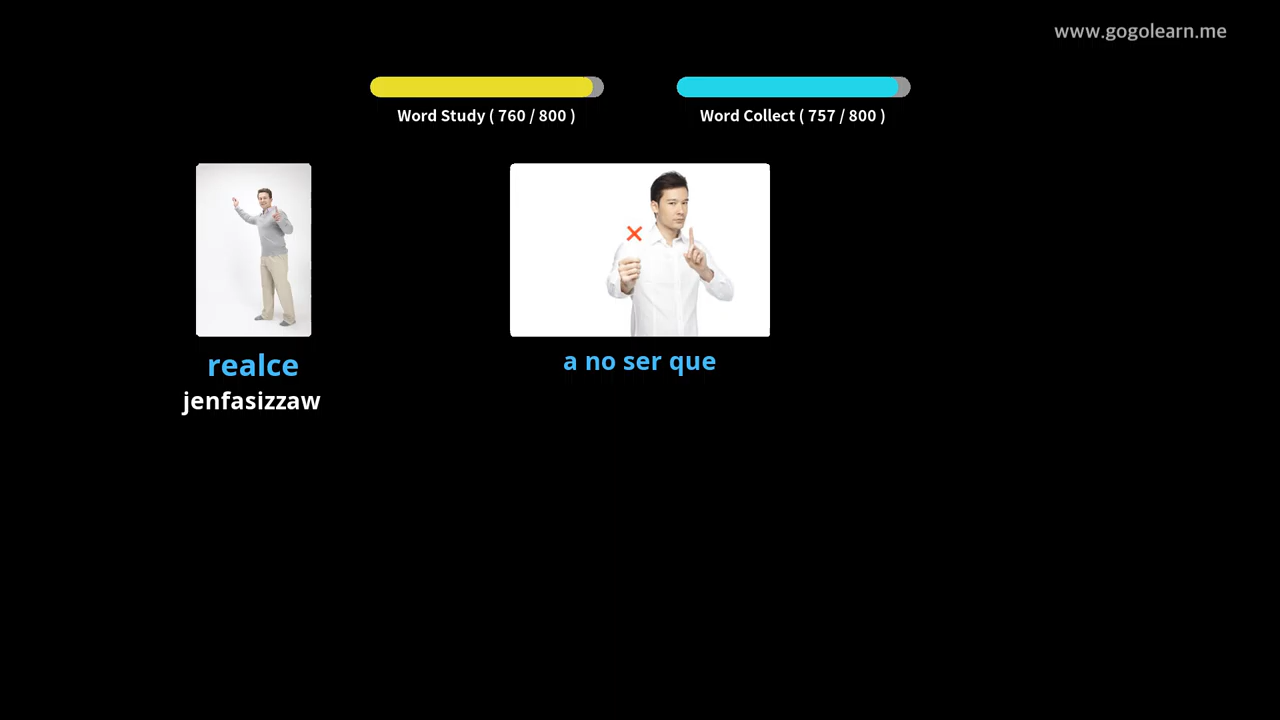 www.gogolearn.me
Word Study ( 760 / 800 )
Word Collect ( 757 / 800 )
realce
jenfasizzaw
a no ser que